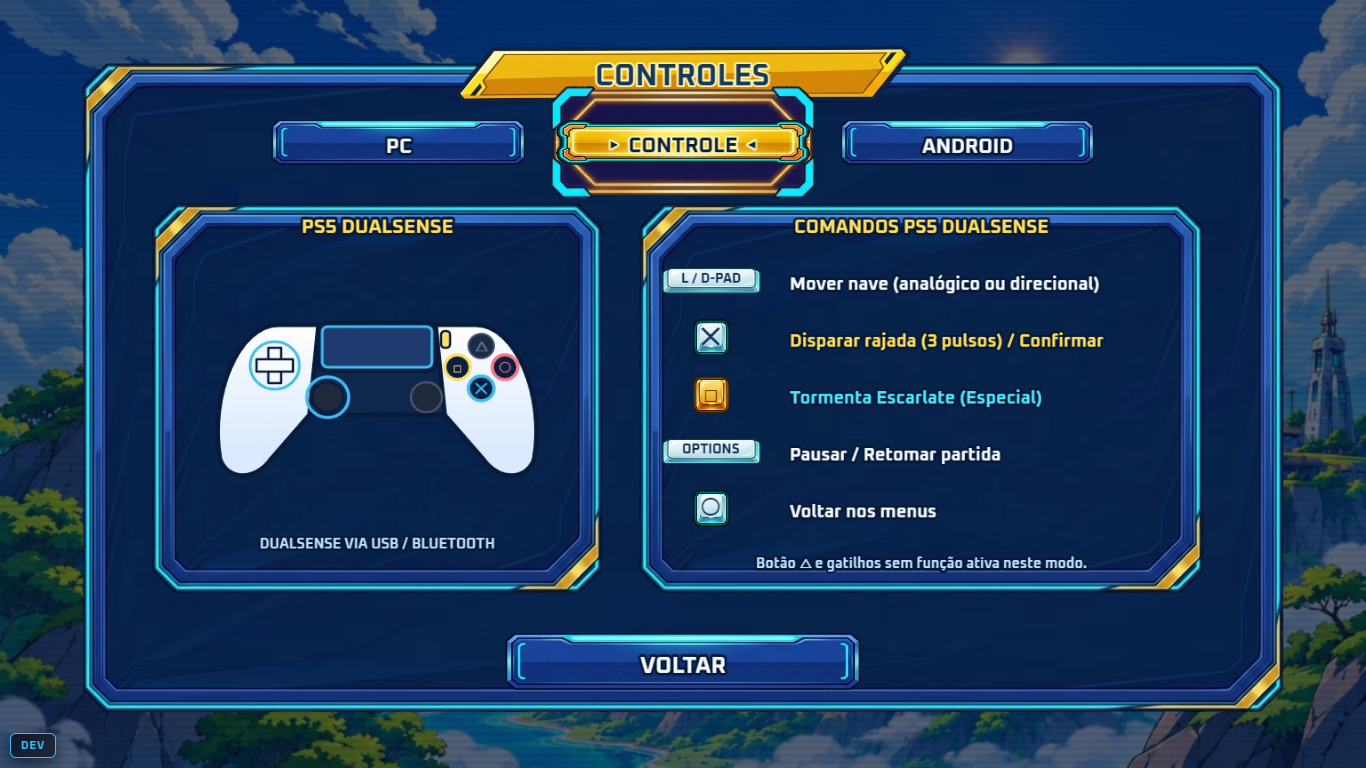 CONTROLES
PC
▸ CONTROLE ◂
ANDROID
PS5 DUALSENSE
DUALSENSE VIA USB / BLUETOOTH
COMANDOS PS5 DUALSENSE
L / D-PAD
Mover nave (analógico ou direcional)
Disparar rajada (3 pulsos) / Confirmar
Tormenta Escarlate (Especial)
OPTIONS
Pausar / Retomar partida
Voltar nos menus
Botão △ e gatilhos sem função ativa neste modo.
VOLTAR
DEV